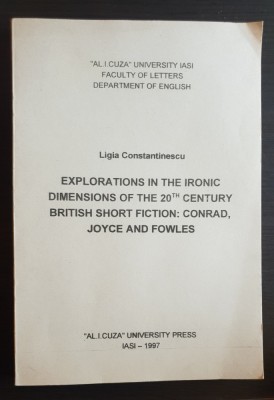 "AL.I.CUZA" UNIVERSITY IASI
FACULTY OF LETTERS
DEPARTMENT OF ENGLISH
Ligia Constantinescu
EXPLORATIONS IN THE IRONIC
DIMENSIONS OF THE 20TH CENTURY
BRITISH SHORT FICTION: CONRAD,
JOYCE AND FOWLES
"AL.I.CUZA" UNIVERSITY PRESS
IASI – 1997